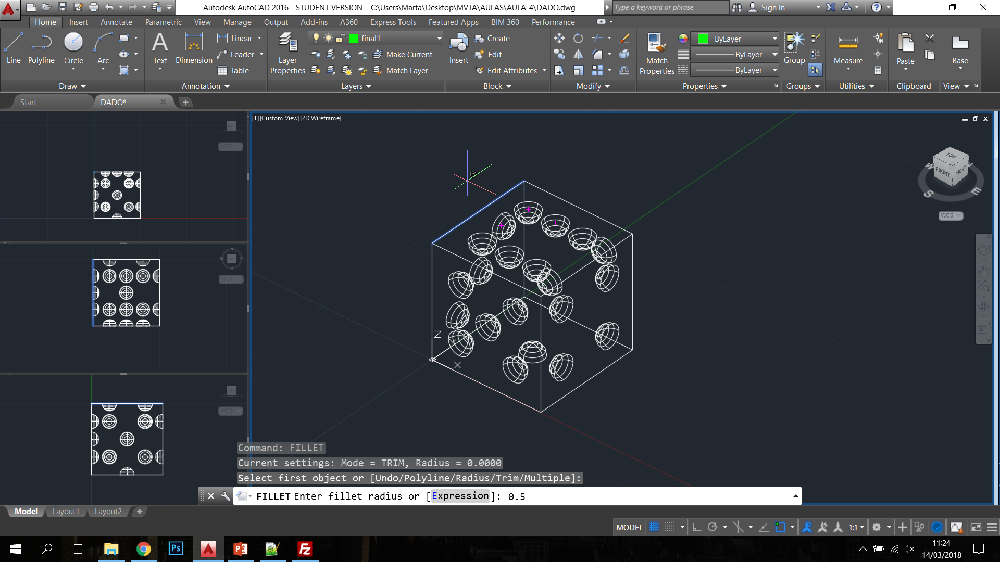 Autodesk AutoCAD 2016 - STUDENT VERSION C:\Users\Marta\Desktop\MVTA\AULAS\AULA_4\DADO.dwg
Type a keyword or phrase
Sign In
Home Insert Annotate Parametric View Manage Output Add-ins A360 Express Tools Featured Apps BIM 360 Performance
Line Polyline Circle Arc
Text Dimension
Linear
Leader
Table
Layer Properties
final1
Make Current
Match Layer
Insert
Create
Edit
Edit Attributes
Match Properties
ByLayer
ByLayer
ByLayer
Group
Measure
Paste
Base
Draw Annotation Layers Block Modify Properties Groups Utilities Clipboard View
Start DADO*
[+][Custom View][2D Wireframe]
WCS
TOP
FRONT RIGHT
W
S E
WCS
N
W E
S
WCS
Z
X
WCS
Command: FILLET
Current settings: Mode = TRIM, Radius = 0.0000
Select first object or [Undo/Polyline/Radius/Trim/Multiple]:
FILLET Enter fillet radius or [Expression]: 0.5
Model Layout1 Layout2
MODEL 1:1
Ps
11:24
14/03/2018